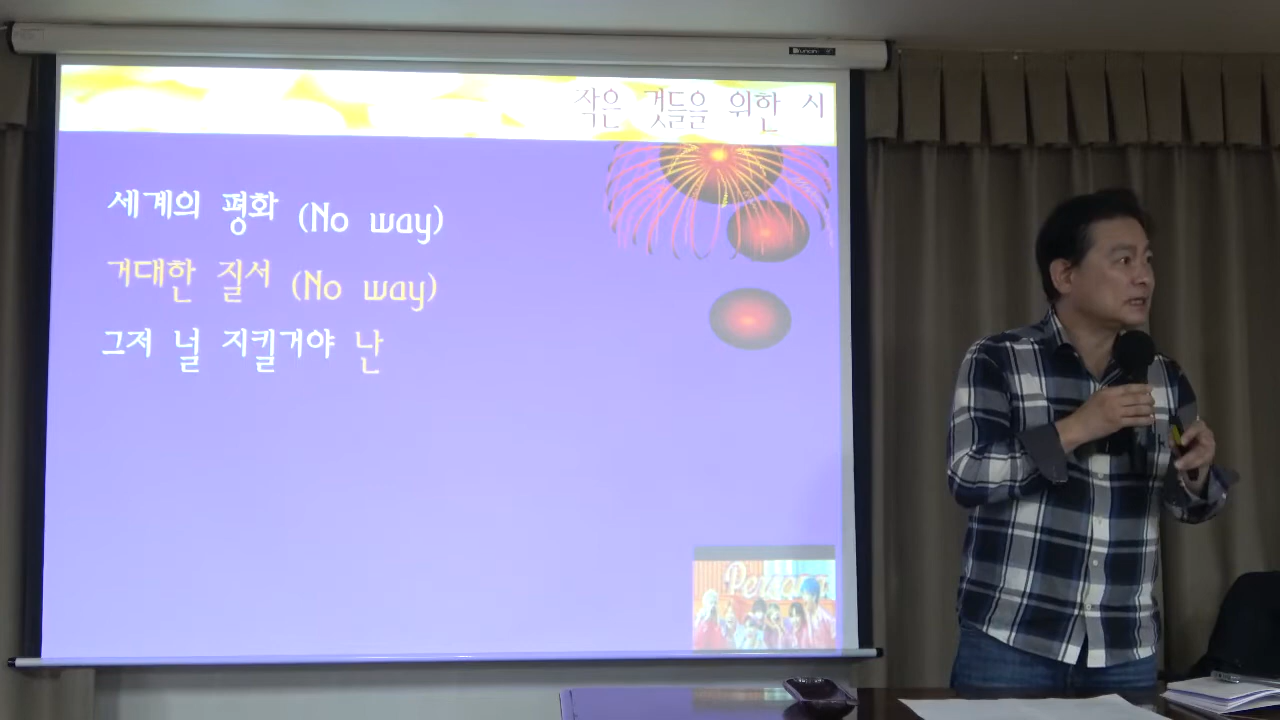 작은 것들을 위한 시
세계의 평화 (No way)
거대한 질서 (No way)
그저 널 지킬거야 난
Persona